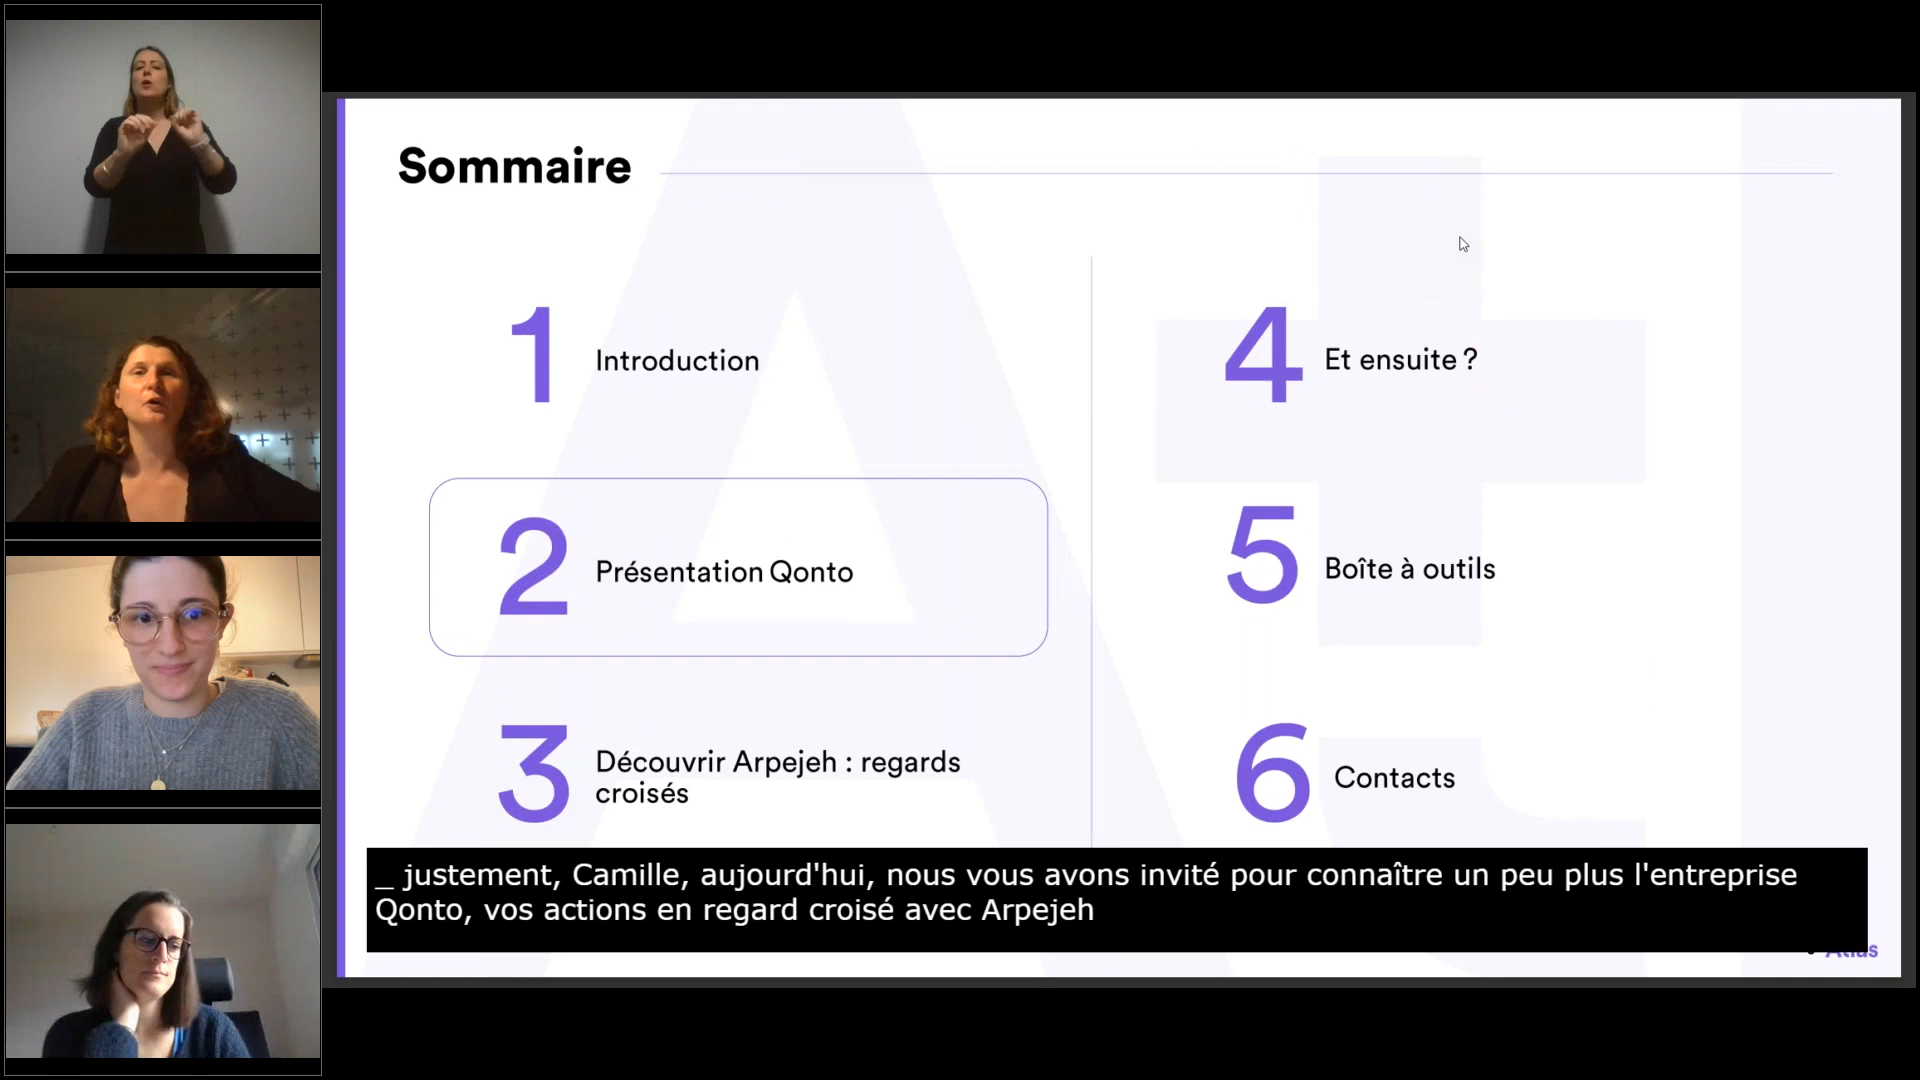 Sommaire
1 Introduction
2 Présentation Qonto
3 Découvrir Arpejeh : regards
croisés
4 Et ensuite ?
5 Boîte à outils
6 Contacts
_ justement, Camille, aujourd'hui, nous vous avons invité pour connaître un peu plus l'entreprise
Qonto, vos actions en regard croisé avec Arpejeh
Atlas